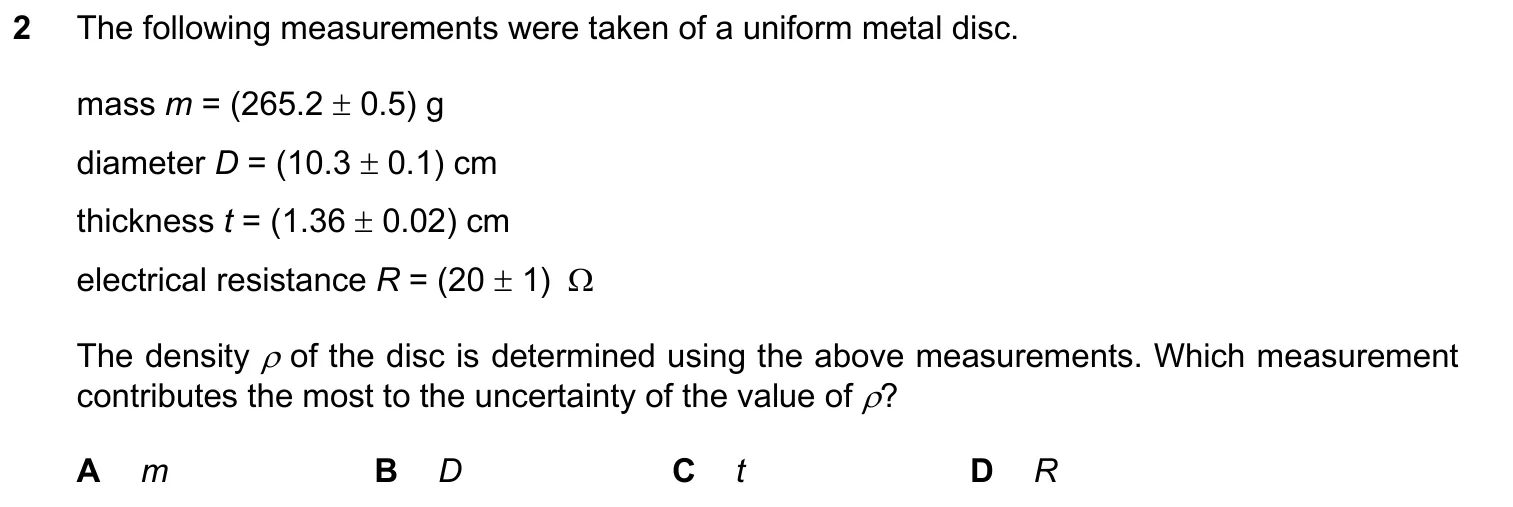 2 The following measurements were taken of a uniform metal disc.
mass m = (265.2 ± 0.5) g
diameter D = (10.3 ± 0.1) cm
thickness t = (1.36 ± 0.02) cm
electrical resistance R = (20 ± 1) Ω
The density ρ of the disc is determined using the above measurements. Which measurement
contributes the most to the uncertainty of the value of ρ?
A m B D C t D R